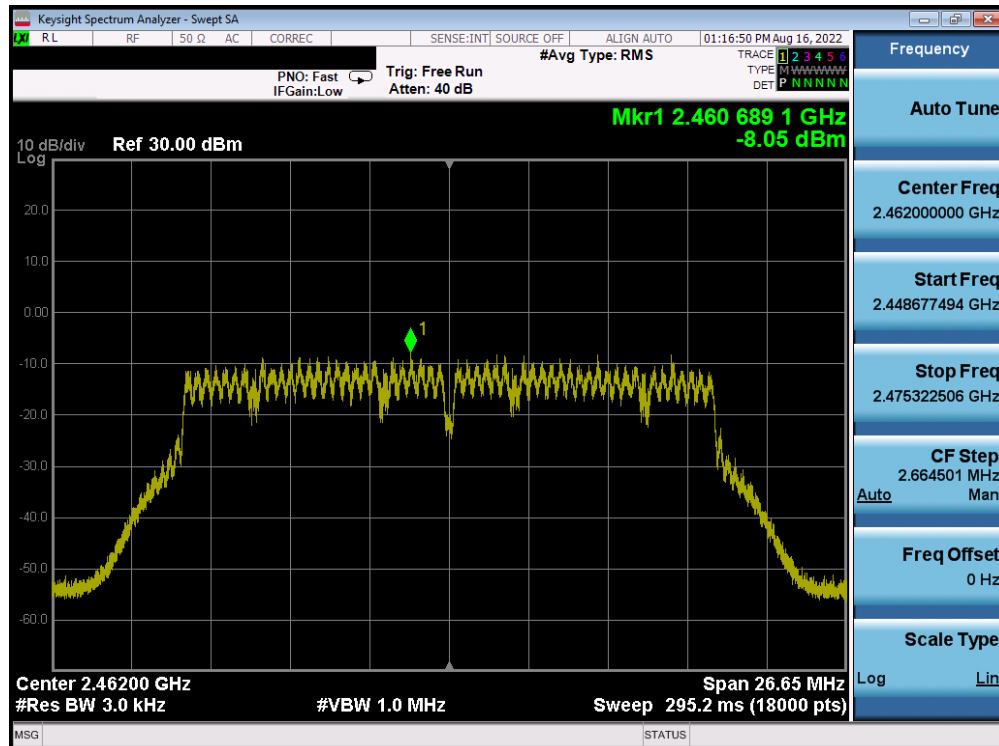 Keysight Spectrum Analyzer - Swept SA
LXI RL RF 50 Ω AC CORREC SENSE:INT SOURCE OFF ALIGN AUTO 01:16:50 PM Aug 16, 2022
#Avg Type: RMS
TRACE 1 2 3 4 5 6
TYPE M WWWWW
DET P N N N N N
PNO: Fast
IFGain:Low
Trig: Free Run
Atten: 40 dB
Mkr1 2.460 689 1 GHz
-8.05 dBm
10 dB/div
Log
Ref 30.00 dBm
20.0
10.0
0.00
-10.0
-20.0
-30.0
-40.0
-50.0
-60.0
1
Center 2.46200 GHz
Span 26.65 MHz
#Res BW 3.0 kHz
#VBW 1.0 MHz
Sweep 295.2 ms (18000 pts)
MSG
STATUS
Frequency
Auto Tune
Center Freq
2.462000000 GHz
Start Freq
2.448677494 GHz
Stop Freq
2.475322506 GHz
CF Step
2.664501 MHz
Auto Man
Freq Offset
0 Hz
Scale Type
Log Lin